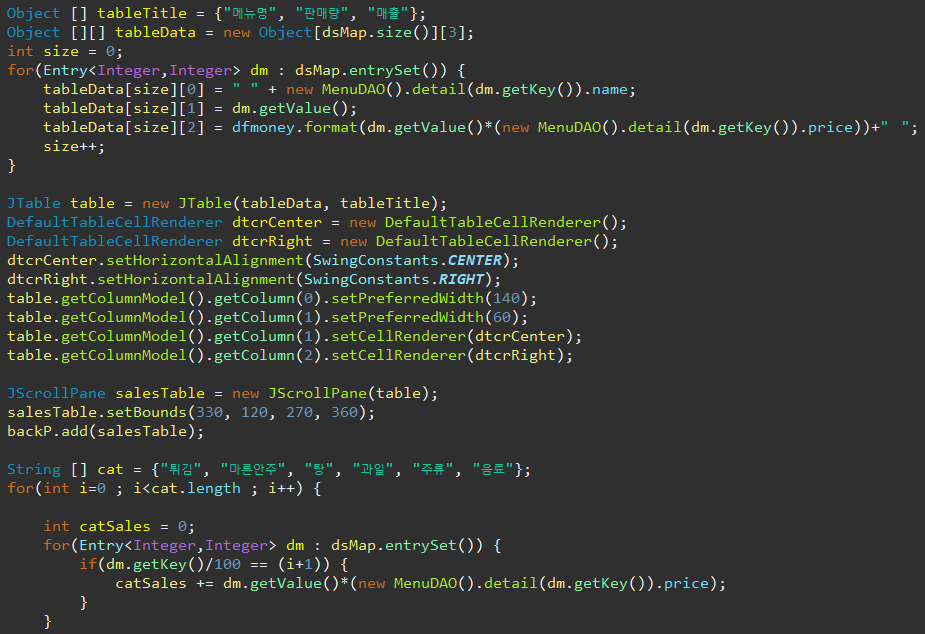 Object [] tableTitle = {"메뉴명", "판매량", "매출"};
Object [][] tableData = new Object[dsMap.size()][3];
int size = 0;
for(Entry<Integer,Integer> dm : dsMap.entrySet()) {
    tableData[size][0] = " " + new MenuDAO().detail(dm.getKey()).name;
    tableData[size][1] = dm.getValue();
    tableData[size][2] = dfmoney.format(dm.getValue()*(new MenuDAO().detail(dm.getKey()).price))+" ";
    size++;
}
JTable table = new JTable(tableData, tableTitle);
DefaultTableCellRenderer dtcrCenter = new DefaultTableCellRenderer();
DefaultTableCellRenderer dtcrRight = new DefaultTableCellRenderer();
dtcrCenter.setHorizontalAlignment(SwingConstants.CENTER);
dtcrRight.setHorizontalAlignment(SwingConstants.RIGHT);
table.getColumnModel().getColumn(0).setPreferredWidth(140);
table.getColumnModel().getColumn(1).setPreferredWidth(60);
table.getColumnModel().getColumn(1).setCellRenderer(dtcrCenter);
table.getColumnModel().getColumn(2).setCellRenderer(dtcrRight);
JScrollPane salesTable = new JScrollPane(table);
salesTable.setBounds(330, 120, 270, 360);
backP.add(salesTable);
String [] cat = {"튀김", "마른안주", "탕", "과일", "주류", "음료"};
for(int i=0 ; i<cat.length ; i++) {
    int catSales = 0;
    for(Entry<Integer,Integer> dm : dsMap.entrySet()) {
        if(dm.getKey()/100 == (i+1)) {
            catSales += dm.getValue()*(new MenuDAO().detail(dm.getKey()).price);
        }
    }